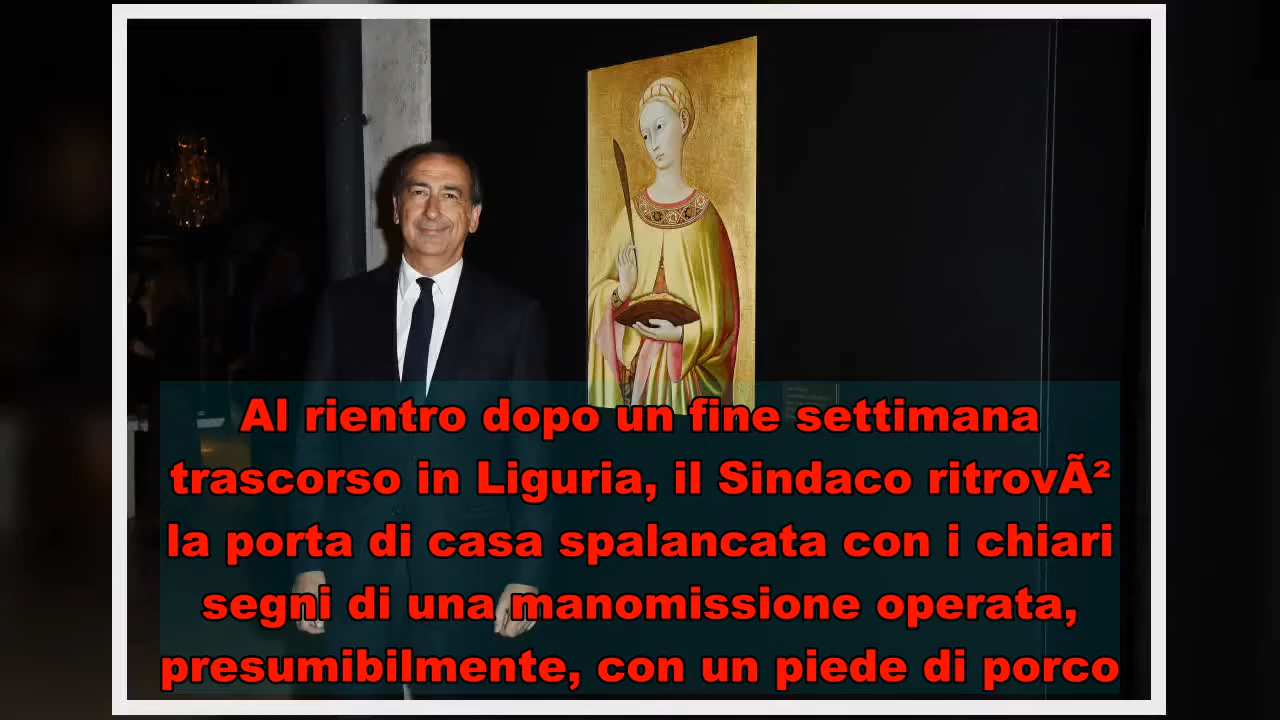 Al rientro dopo un fine settimana
trascorso in Liguria, il Sindaco ritrovÃ²
la porta di casa spalancata con i chiari
segni di una manomissione operata,
presumibilmente, con un piede di porco